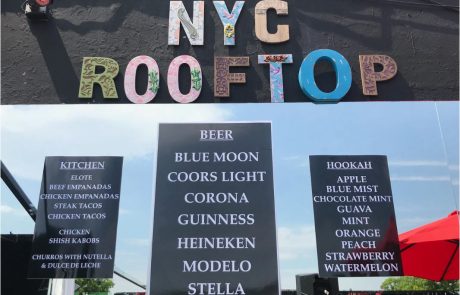 NYC
ROOFTOP
KITCHEN
ELOTE
BEEF EMPANADAS
CHICKEN EMPANADAS
STEAK TACOS
CHICKEN TACOS
CHICKEN
SHISH KABOBS
CHURROS WITH NUTELLA
& DULCE DE LECHE
BEER
BLUE MOON
COORS LIGHT
CORONA
GUINNESS
HEINEKEN
MODELO
STELLA
HOOKAH
APPLE
BLUE MIST
CHOCOLATE MINT
GUAVA
MINT
ORANGE
PEACH
STRAWBERRY
WATERMELON